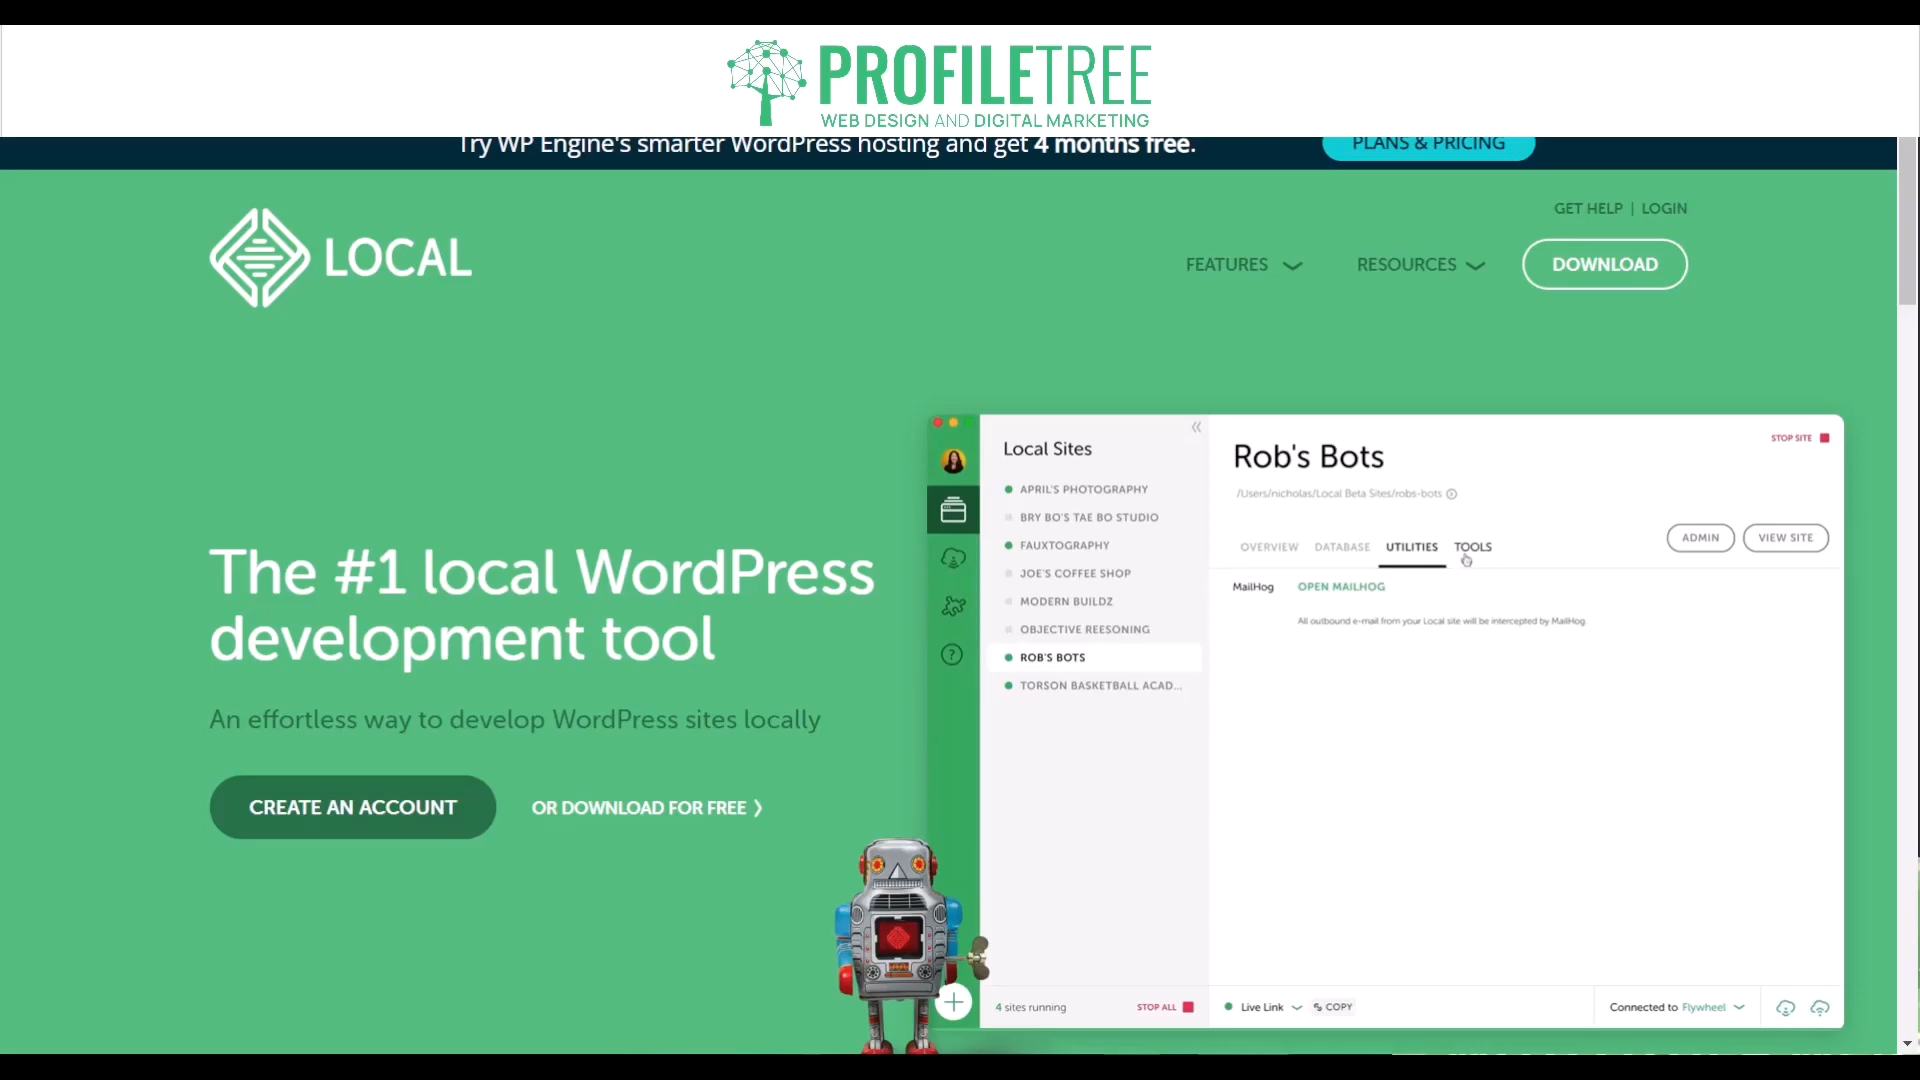 PROFILETREE
WEB DESIGN AND DIGITAL MARKETING
Try WP Engine's smarter WordPress hosting and get 4 months free.
PLANS & PRICING
GET HELP | LOGIN
LOCAL
FEATURES
RESOURCES
DOWNLOAD
The #1 local WordPress
development tool
An effortless way to develop WordPress sites locally
CREATE AN ACCOUNT
OR DOWNLOAD FOR FREE
Local Sites
APRIL'S PHOTOGRAPHY
BRY BO'S TAE BO STUDIO
FAUXTOGRAPHY
JOE'S COFFEE SHOP
MODERN BUILDZ
OBJECTIVE REESONING
ROB'S BOTS
TORSON BASKETBALL ACAD...
4 sites running
STOP ALL
Rob's Bots
STOP SITE
/Users/nicholas/Local Beta Sites/robs-bots
ADMIN
VIEW SITE
OVERVIEW
DATABASE
UTILITIES
TOOLS
MailHog
OPEN MAILHOG
All outbound e-mail from your Local site will be intercepted by MailHog.
Live Link
COPY
Connected to Flywheel